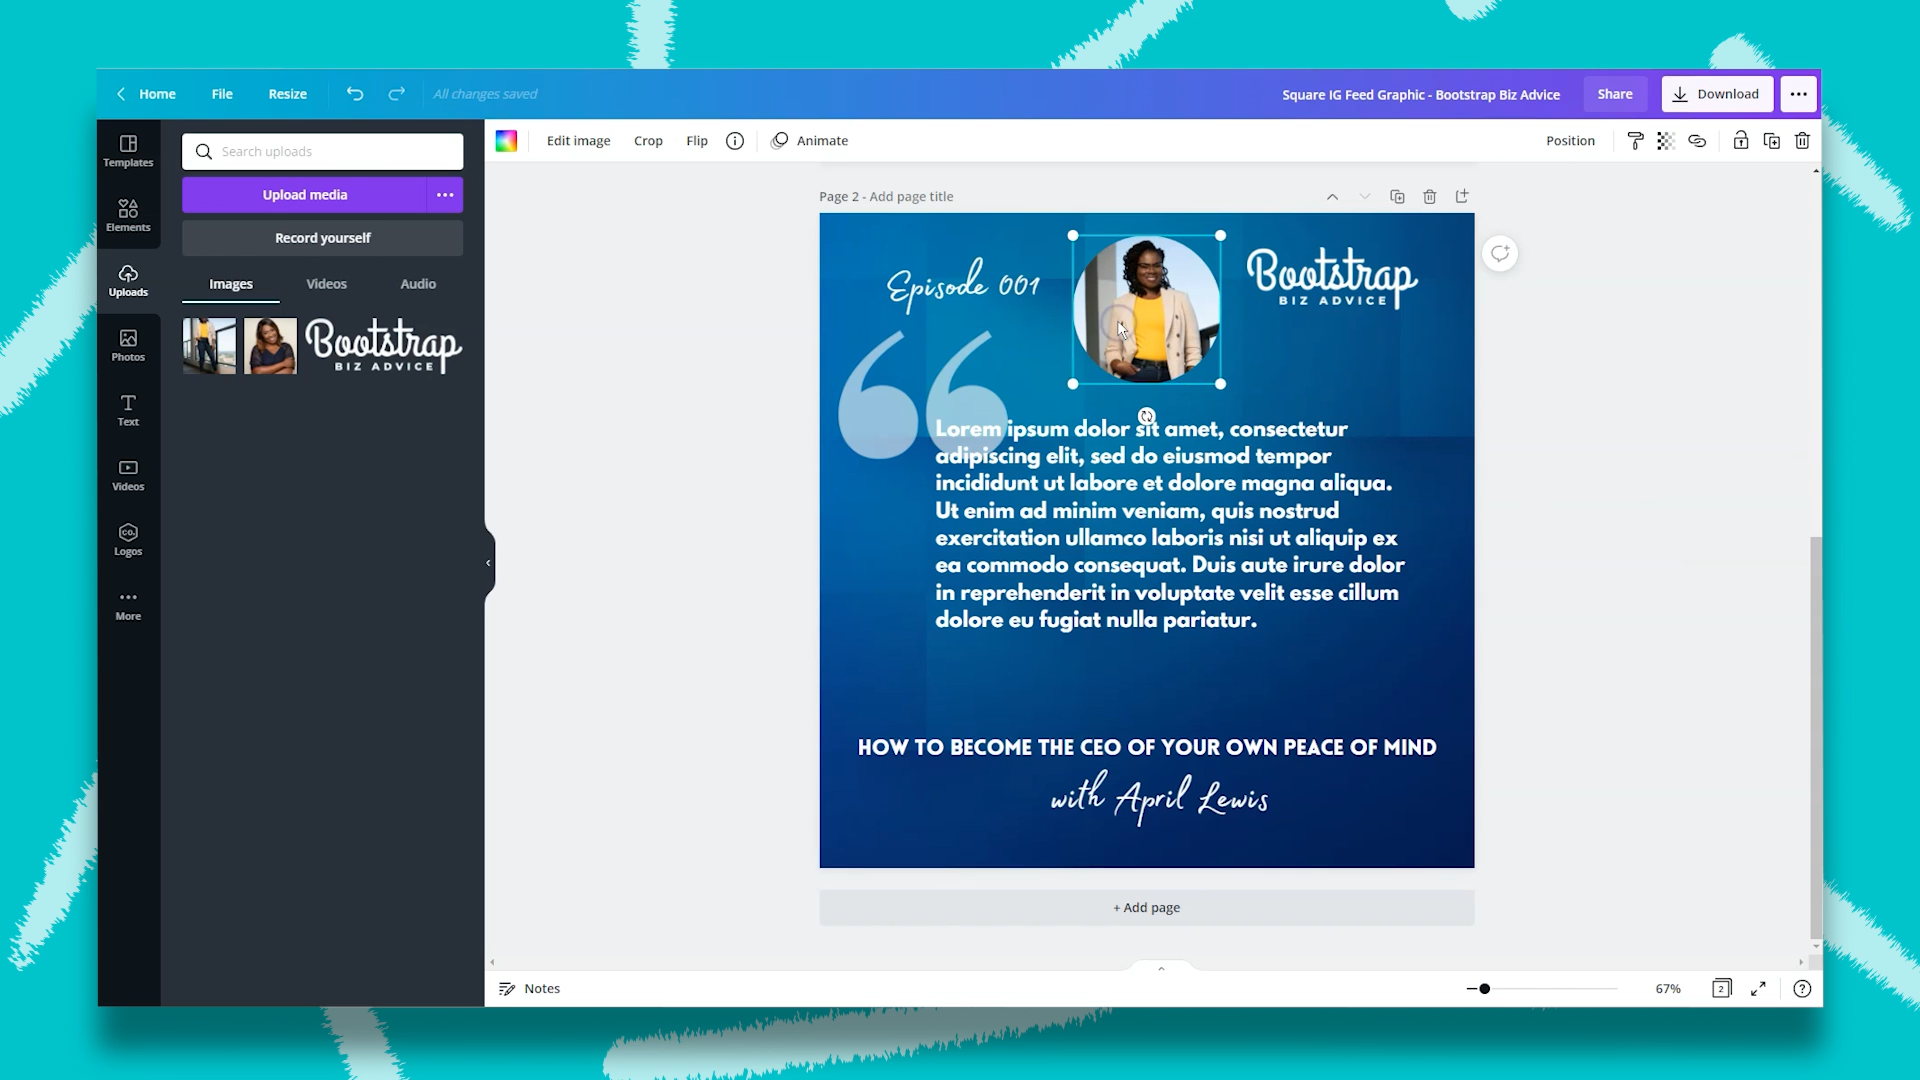 Home File Resize All changes saved Square IG Feed Graphic - Bootstrap Biz Advice Share Download
Templates
Elements
Uploads
Photos
Text
Videos
CO.
Logos
More
Search uploads
Upload media
Record yourself
Images Videos Audio
Bootstrap
BIZ ADVICE
Edit image Crop Flip Animate Position
Page 2 - Add page title
Episode 001
Bootstrap
BIZ ADVICE
Lorem ipsum dolor sit amet, consectetur
adipiscing elit, sed do eiusmod tempor
incididunt ut labore et dolore magna aliqua.
Ut enim ad minim veniam, quis nostrud
exercitation ullamco laboris nisi ut aliquip ex
ea commodo consequat. Duis aute irure dolor
in reprehenderit in voluptate velit esse cillum
dolore eu fugiat nulla pariatur.
HOW TO BECOME THE CEO OF YOUR OWN PEACE OF MIND
with April Lewis
+ Add page
Notes 67% 2